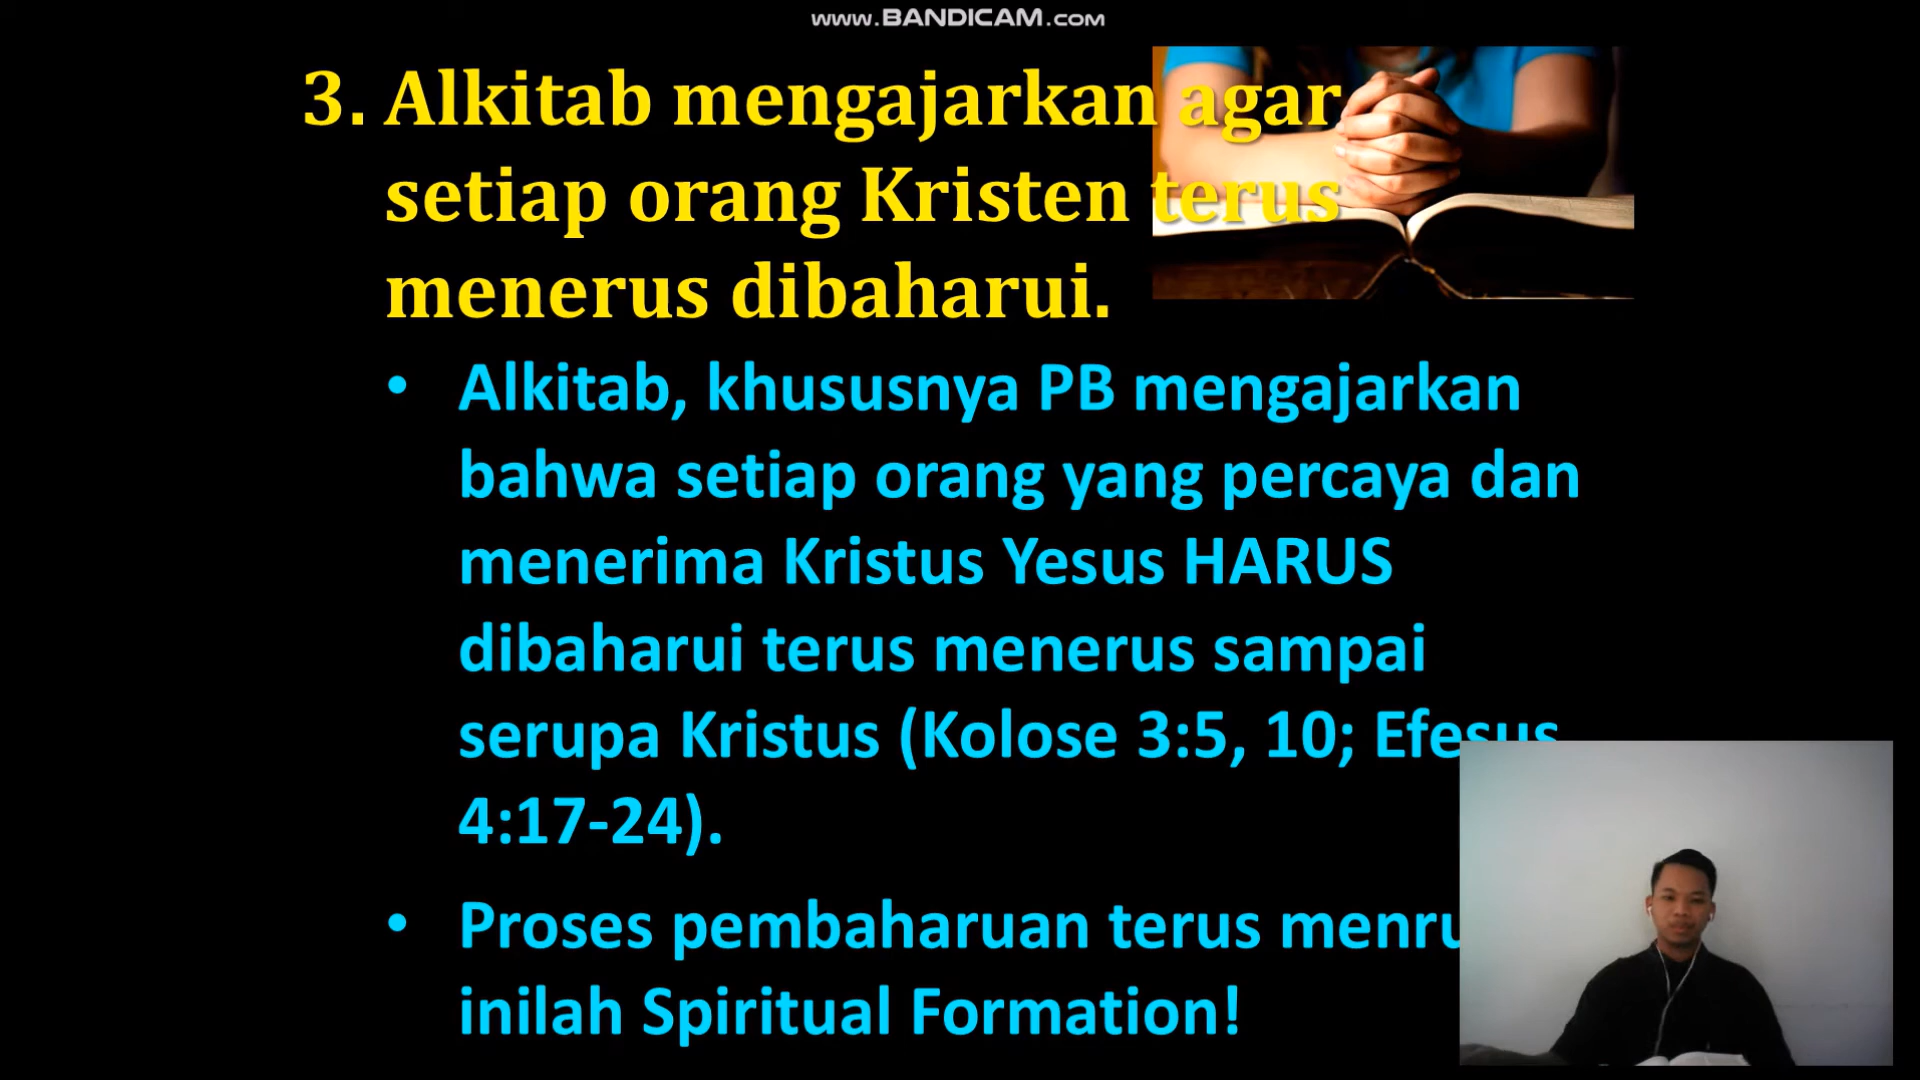 www.BANDICAM.com
3. Alkitab mengajarkan agar
setiap orang Kristen terus
menerus dibaharui.
• Alkitab, khususnya PB mengajarkan
bahwa setiap orang yang percaya dan
menerima Kristus Yesus HARUS
dibaharui terus menerus sampai
serupa Kristus (Kolose 3:5, 10; Efesus
4:17-24).
• Proses pembaharuan terus
inilah Spiritual Formation!